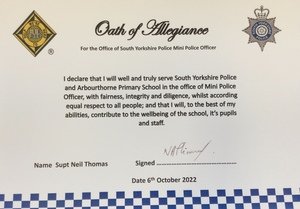 Oath of Allegiance
For the Office of South Yorkshire Police Mini Police Officer
I declare that I will well and truly serve South Yorkshire Police
and Arbourthorne Primary School in the office of Mini Police
Officer, with fairness, integrity and diligence, whilst according
equal respect to all people; and that I will, to the best of my
abilities, contribute to the wellbeing of the school, it's pupils
and staff.
Name Supt Neil Thomas Signed
Date 6th October 2022